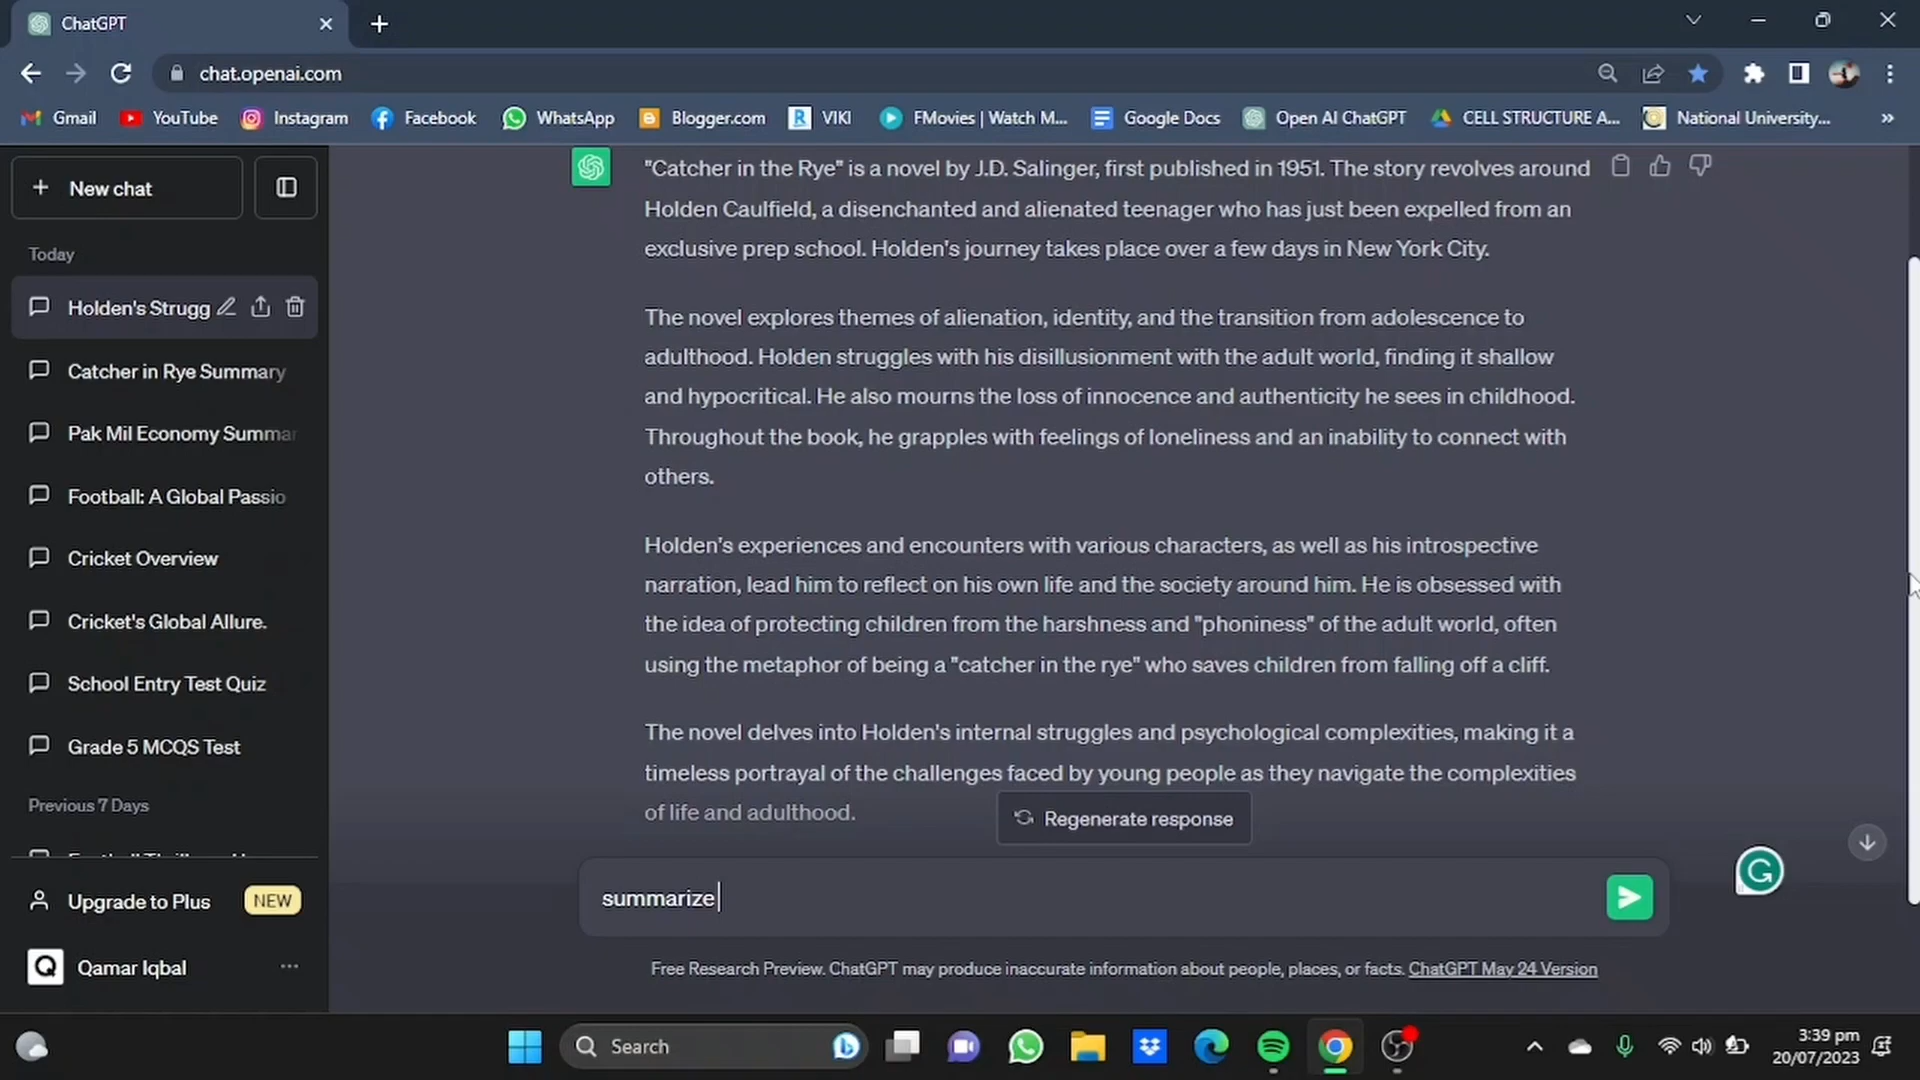 ChatGPT
chat.openai.com
Gmail YouTube Instagram Facebook WhatsApp Blogger.com VIKI FMovies | Watch M... Google Docs Open AI ChatGPT CELL STRUCTURE A... National University...
New chat
Today
Holden's Strugg
Catcher in Rye Summary
Pak Mil Economy Summar
Football: A Global Passio
Cricket Overview
Cricket's Global Allure.
School Entry Test Quiz
Grade 5 MCQS Test
Previous 7 Days
Upgrade to Plus NEW
Qamar Iqbal
"Catcher in the Rye" is a novel by J.D. Salinger, first published in 1951. The story revolves around
Holden Caulfield, a disenchanted and alienated teenager who has just been expelled from an
exclusive prep school. Holden's journey takes place over a few days in New York City.
The novel explores themes of alienation, identity, and the transition from adolescence to
adulthood. Holden struggles with his disillusionment with the adult world, finding it shallow
and hypocritical. He also mourns the loss of innocence and authenticity he sees in childhood.
Throughout the book, he grapples with feelings of loneliness and an inability to connect with
others.
Holden's experiences and encounters with various characters, as well as his introspective
narration, lead him to reflect on his own life and the society around him. He is obsessed with
the idea of protecting children from the harshness and "phoniness" of the adult world, often
using the metaphor of being a "catcher in the rye" who saves children from falling off a cliff.
The novel delves into Holden's internal struggles and psychological complexities, making it a
timeless portrayal of the challenges faced by young people as they navigate the complexities
of life and adulthood.
Regenerate response
summarize
Free Research Preview. ChatGPT may produce inaccurate information about people, places, or facts. ChatGPT May 24 Version
Search
3:39 pm
20/07/2023